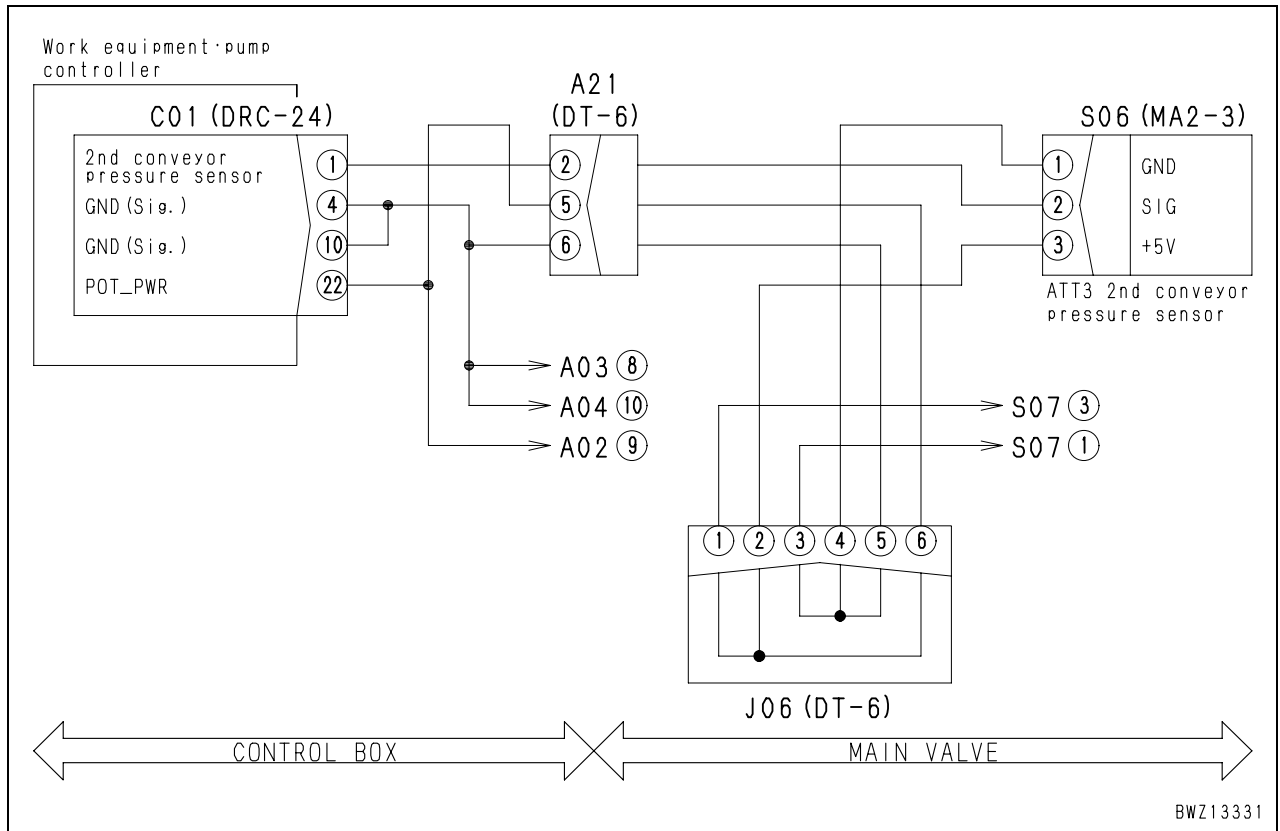 Work equipment·pump
controller
C01 (DRC-24)
2nd conveyor
pressure sensor
GND (Sig.)
GND (Sig.)
POT_PWR
1
4
10
22
A21
(DT-6)
2
5
6
S06 (MA2-3)
1 GND
2 SIG
3 +5V
ATT3 2nd conveyor
pressure sensor
A03 8
A04 10
A02 9
S07 3
S07 1
1 2 3 4 5 6
J06 (DT-6)
CONTROL BOX
MAIN VALVE
BWZ13331